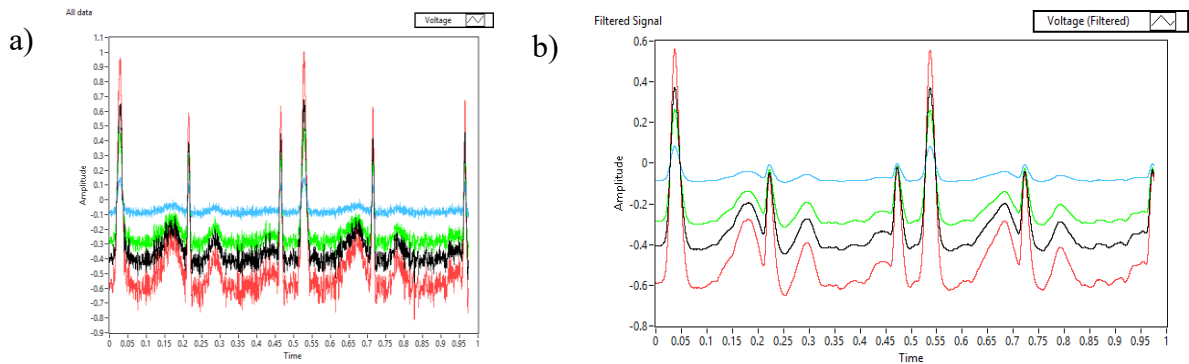 a)
All data
Voltage
Amplitude
1.1
1
0.9
0.8
0.7
0.6
0.5
0.4
0.3
0.2
0.1
0
-0.1
-0.2
-0.3
-0.4
-0.5
-0.6
-0.7
-0.8
-0.9
0 0.05 0.1 0.15 0.2 0.25 0.3 0.35 0.4 0.45 0.5 0.55 0.6 0.65 0.7 0.75 0.8 0.85 0.9 0.95 1
Time
b)
Filtered Signal
Voltage (Filtered)
Amplitude
0.6
0.4
0.2
0
-0.2
-0.4
-0.6
-0.8
0 0.05 0.1 0.15 0.2 0.25 0.3 0.35 0.4 0.45 0.5 0.55 0.6 0.65 0.7 0.75 0.8 0.85 0.9 0.95 1
Time